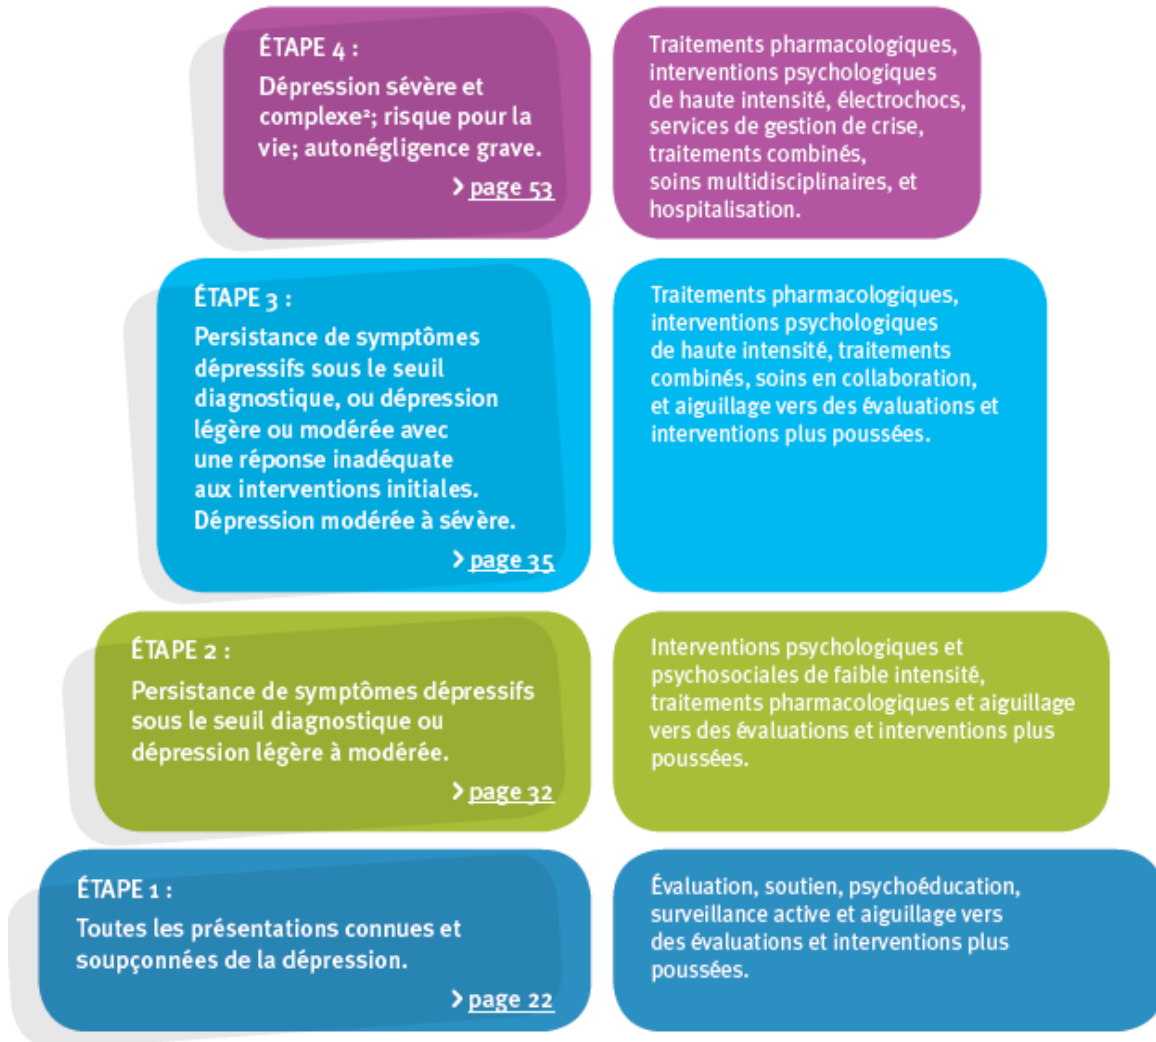 ÉTAPE 4 :
Dépression sévère et
complexe²; risque pour la
vie; autonégligence grave.
> page 53
Traitements pharmacologiques,
interventions psychologiques
de haute intensité, électrochocs,
services de gestion de crise,
traitements combinés,
soins multidisciplinaires, et
hospitalisation.
ÉTAPE 3 :
Persistance de symptômes
dépressifs sous le seuil
diagnostique, ou dépression
légère ou modérée avec
une réponse inadéquate
aux interventions initiales.
Dépression modérée à sévère.
> page 35
Traitements pharmacologiques,
interventions psychologiques
de haute intensité, traitements
combinés, soins en collaboration,
et aiguillage vers des évaluations et
interventions plus poussées.
ÉTAPE 2 :
Persistance de symptômes dépressifs
sous le seuil diagnostique ou
dépression légère à modérée.
> page 32
Interventions psychologiques et
psychosociales de faible intensité,
traitements pharmacologiques et aiguillage
vers des évaluations et interventions plus
poussées.
ÉTAPE 1 :
Toutes les présentations connues et
soupçonnées de la dépression.
> page 22
Évaluation, soutien, psychoéducation,
surveillance active et aiguillage vers
des évaluations et interventions plus
poussées.